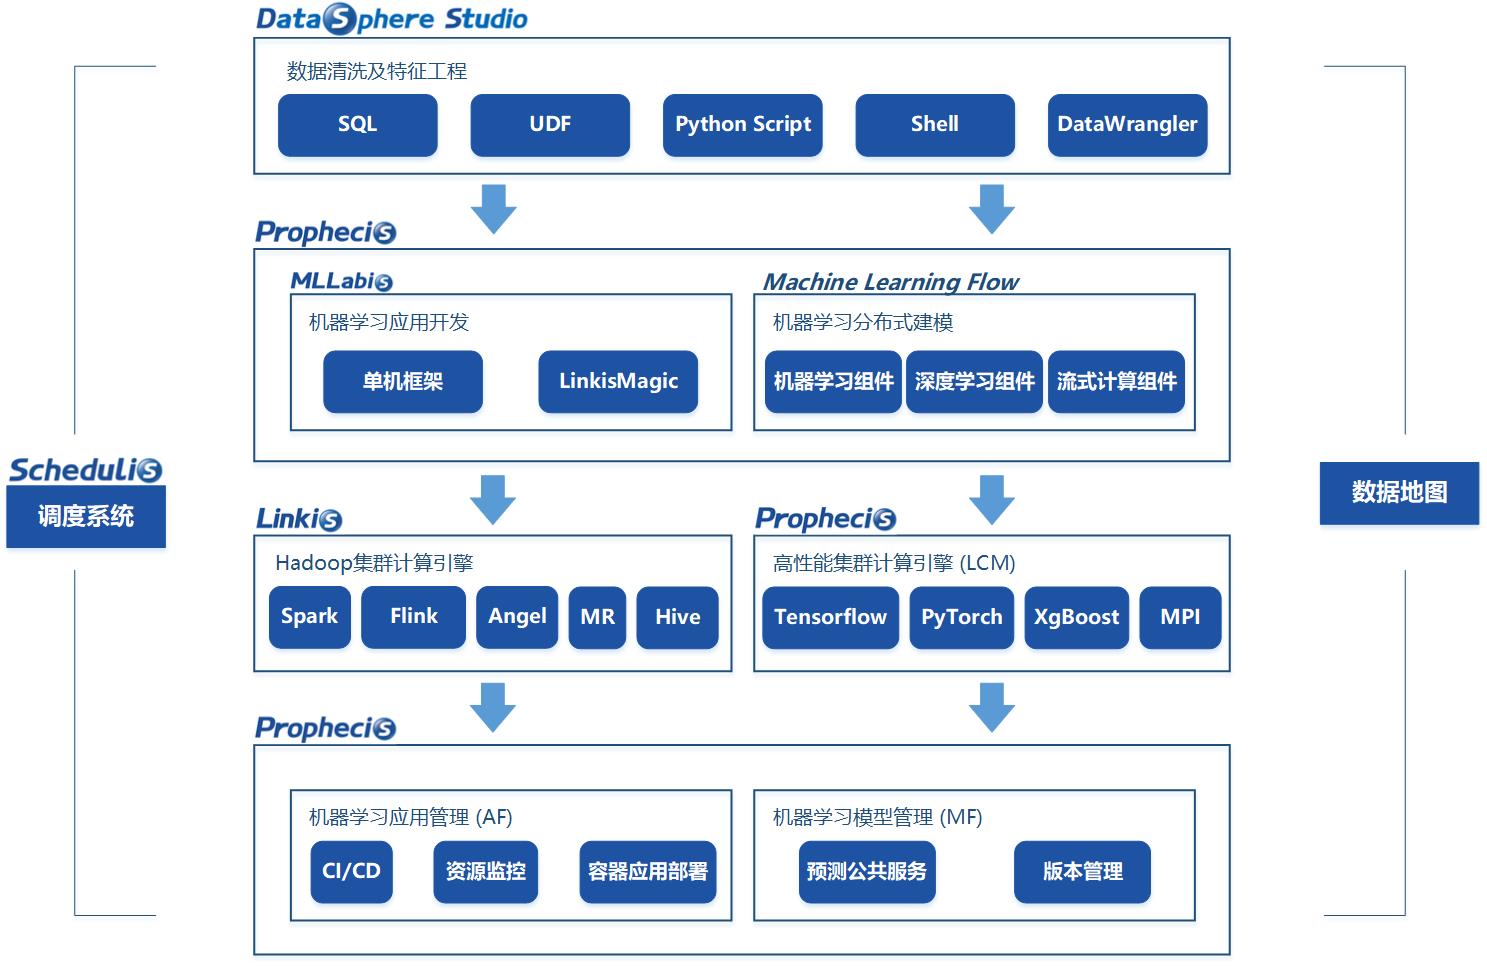 DataSphere Studio
数据清洗及特征工程
SQL
UDF
Python Script
Shell
DataWrangler
Prophecis
MLLabis
机器学习应用开发
单机框架
LinkisMagic
Machine Learning Flow
机器学习分布式建模
机器学习组件
深度学习组件
流式计算组件
Schedulis
调度系统
数据地图
Linkis
Hadoop集群计算引擎
Spark
Flink
Angel
MR
Hive
Prophecis
高性能集群计算引擎 (LCM)
Tensorflow
PyTorch
XgBoost
MPI
Prophecis
机器学习应用管理 (AF)
CI/CD
资源监控
容器应用部署
机器学习模型管理 (MF)
预测公共服务
版本管理